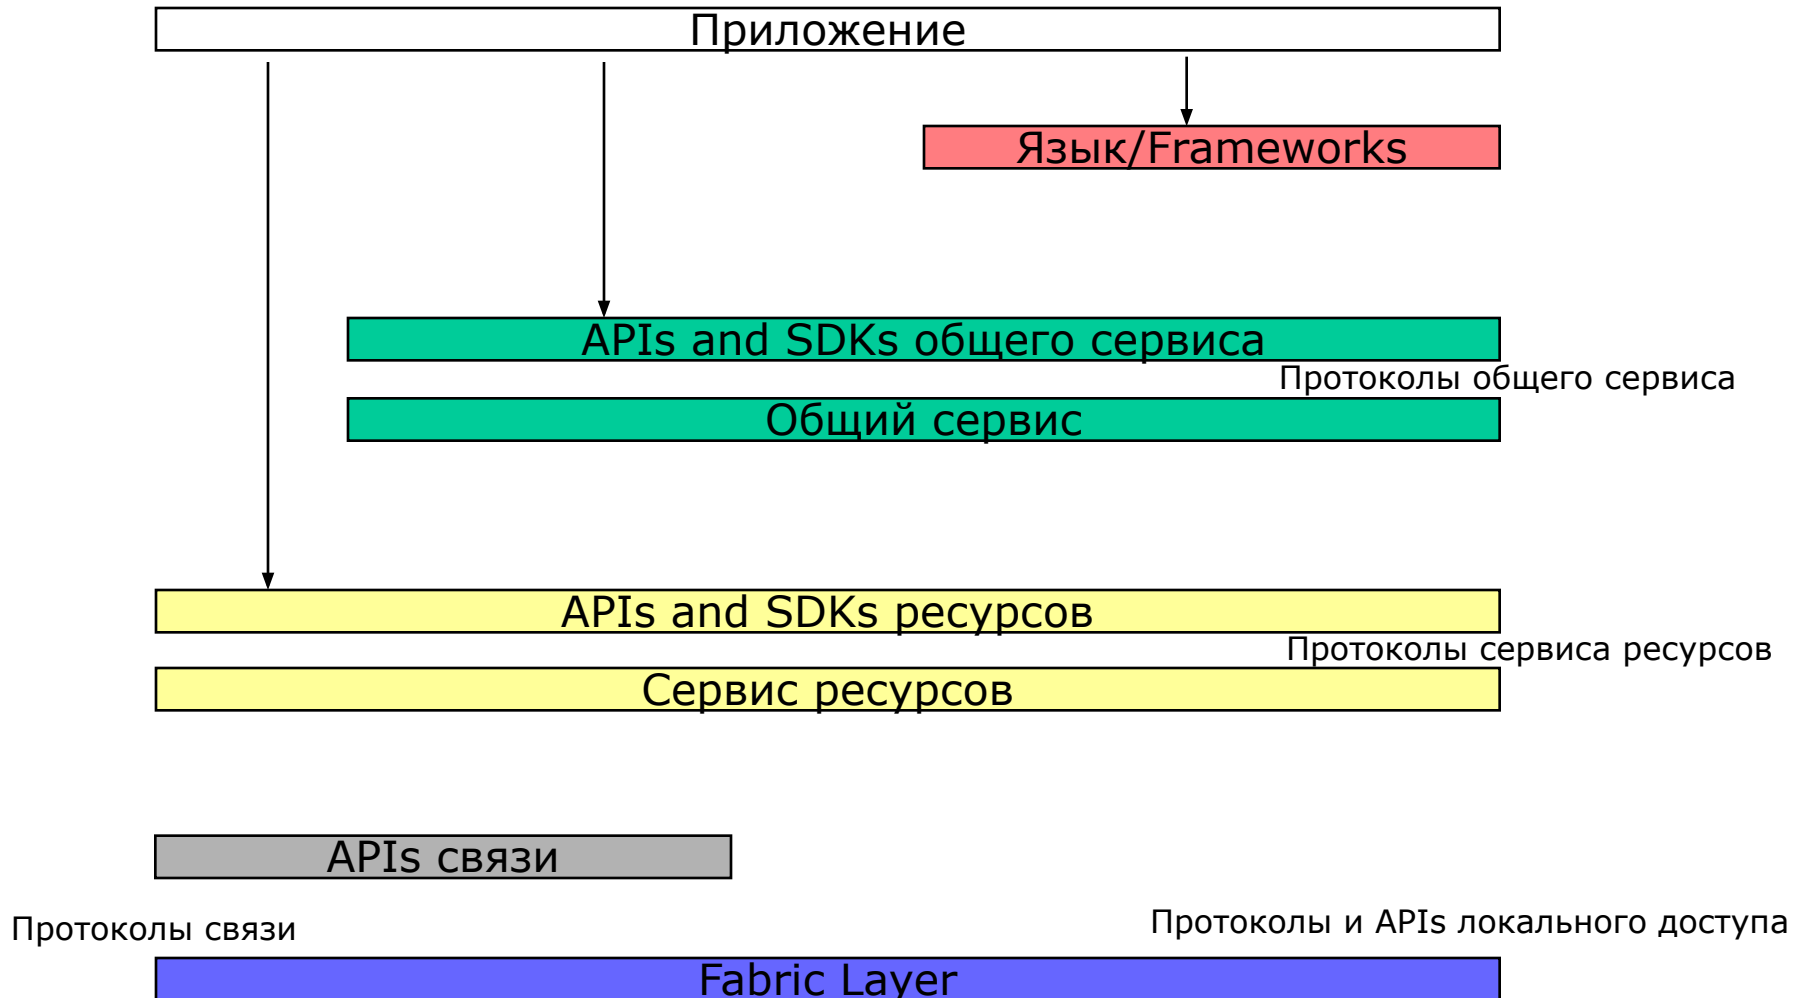 Приложение
Язык/Frameworks
APIs and SDKs общего сервиса
Протоколы общего сервиса
Общий сервис
APIs and SDKs ресурсов
Протоколы сервиса ресурсов
Сервис ресурсов
APIs связи
Протоколы связи
Протоколы и APIs локального доступа
Fabric Layer